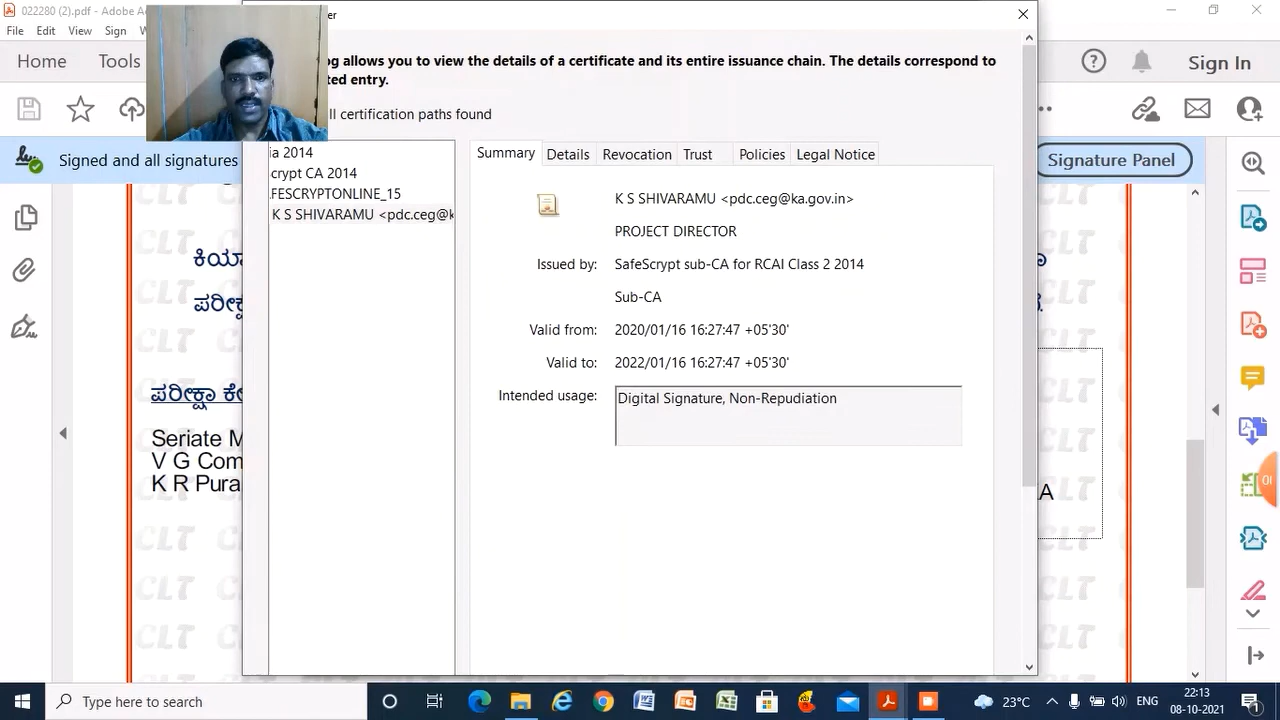 022280 (2).pdf - Adobe A
er
File Edit View Sign
Home Tools
Sign In
g allows you to view the details of a certificate and its entire issuance chain. The details correspond to
ted entry.
ll certification paths found
Signed and all signatures
Signature Panel
ia 2014
crypt CA 2014
FESCRYPTONLINE_15
K S SHIVARAMU <pdc.ceg@k
Summary Details Revocation Trust Policies Legal Notice
K S SHIVARAMU <pdc.ceg@ka.gov.in>
PROJECT DIRECTOR
Issued by: SafeScrypt sub-CA for RCAI Class 2 2014
Sub-CA
Valid from: 2020/01/16 16:27:47 +05'30'
Valid to: 2022/01/16 16:27:47 +05'30'
Intended usage: Digital Signature, Non-Repudiation
ಕಿಯಾ
ಪರೀಕ್ಷ
ಪರೀಕ್ಷಾ ಕೇ
Seriate M
V G Com
K R Pura
A
CLT
Type here to search
23°C
ENG
22:13
08-10-2021